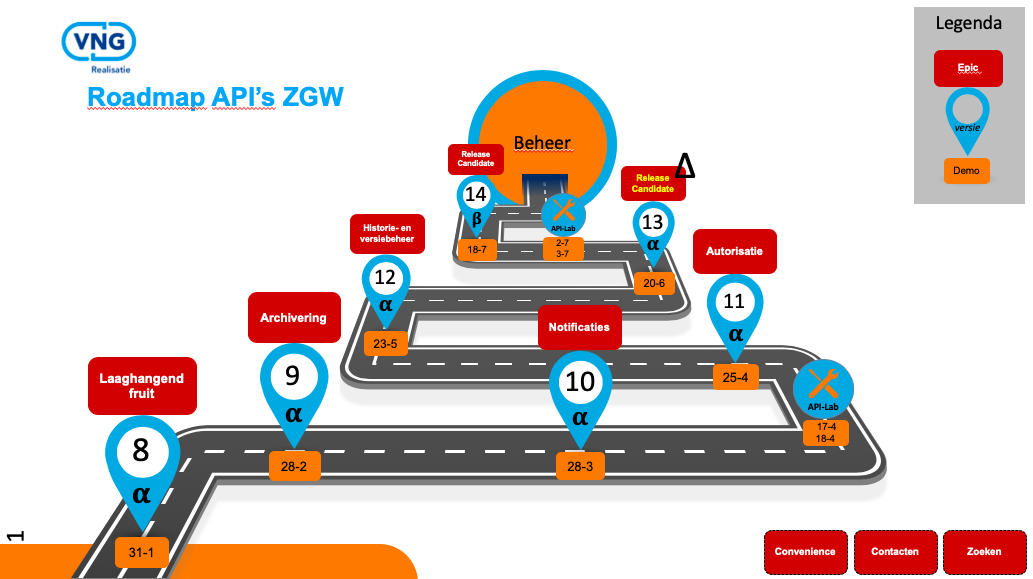 VNG
Realisatie
Roadmap API's ZGW
Legenda
Epic
versie
Demo
Beheer
Release
Candidate
14
β
18-7
API-Lab
2-7
3-7
Δ
Release
Candidate
13
α
20-6
Historie- en
versiebeheer
12
α
23-5
Autorisatie
11
α
25-4
Archivering
9
α
28-2
Notificaties
10
α
28-3
API-Lab
17-4
18-4
Laaghangend
fruit
8
α
31-1
1
Convenience
Contacten
Zoeken